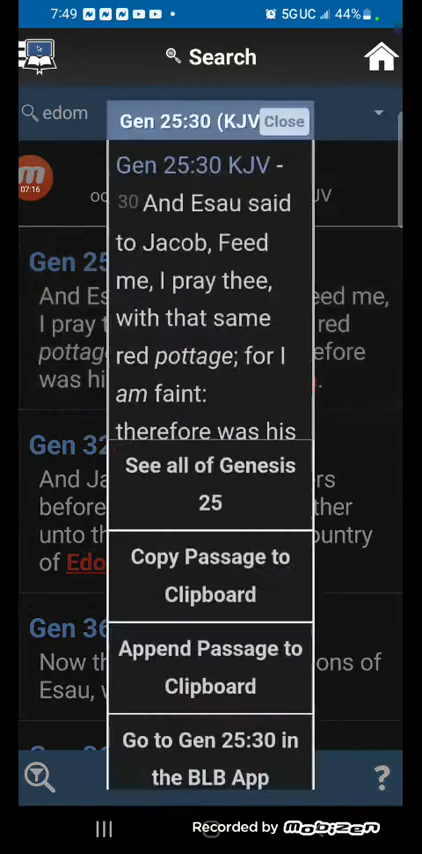 7:49 5G UC 44%
Search
edom
Gen 25:30 (KJV Close
07:16
oc JV
Gen 25:30 KJV -
30 And Esau said
to Jacob, Feed
me, I pray thee,
with that same
red pottage; for I
am faint:
therefore was his
See all of Genesis
25
Copy Passage to
Clipboard
Append Passage to
Clipboard
Go to Gen 25:30 in
the BLB App
Gen 25
And Es eed me,
I pray t red
pottag efore
was hi .
Gen 32
And Ja rs
before ther
unto th ountry
of Edo
Gen 36
Now th ons of
Esau, w
?
Recorded by Mobizen